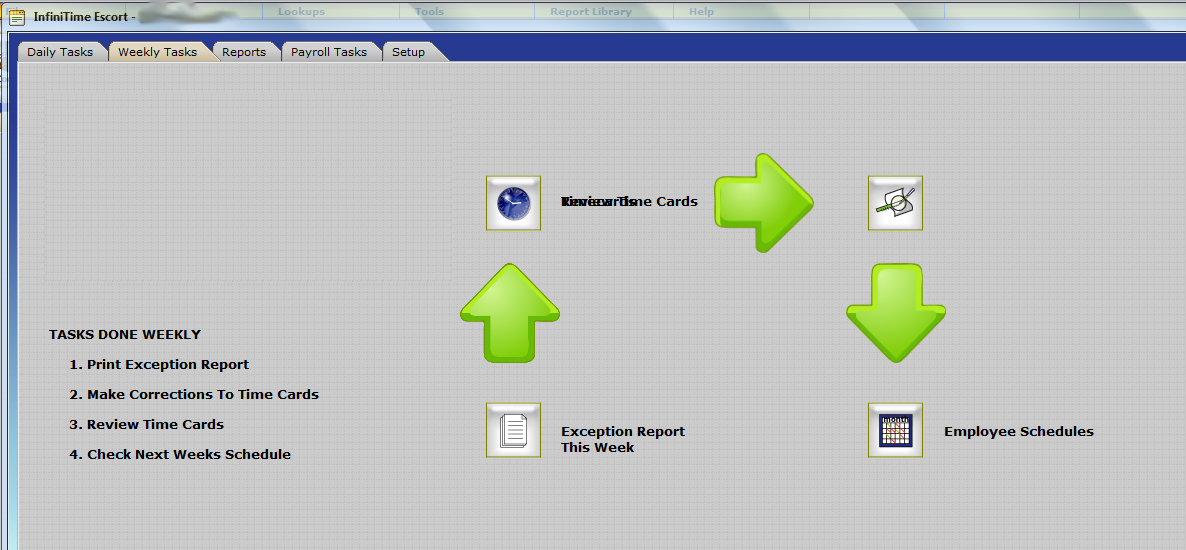 InfiniTime Escort -
Lookups
Tools
Report Library
Help
Daily Tasks
Weekly Tasks
Reports
Payroll Tasks
Setup
Review Time Cards
TASKS DONE WEEKLY
1. Print Exception Report
2. Make Corrections To Time Cards
3. Review Time Cards
4. Check Next Weeks Schedule
Exception Report
This Week
month
Employee Schedules